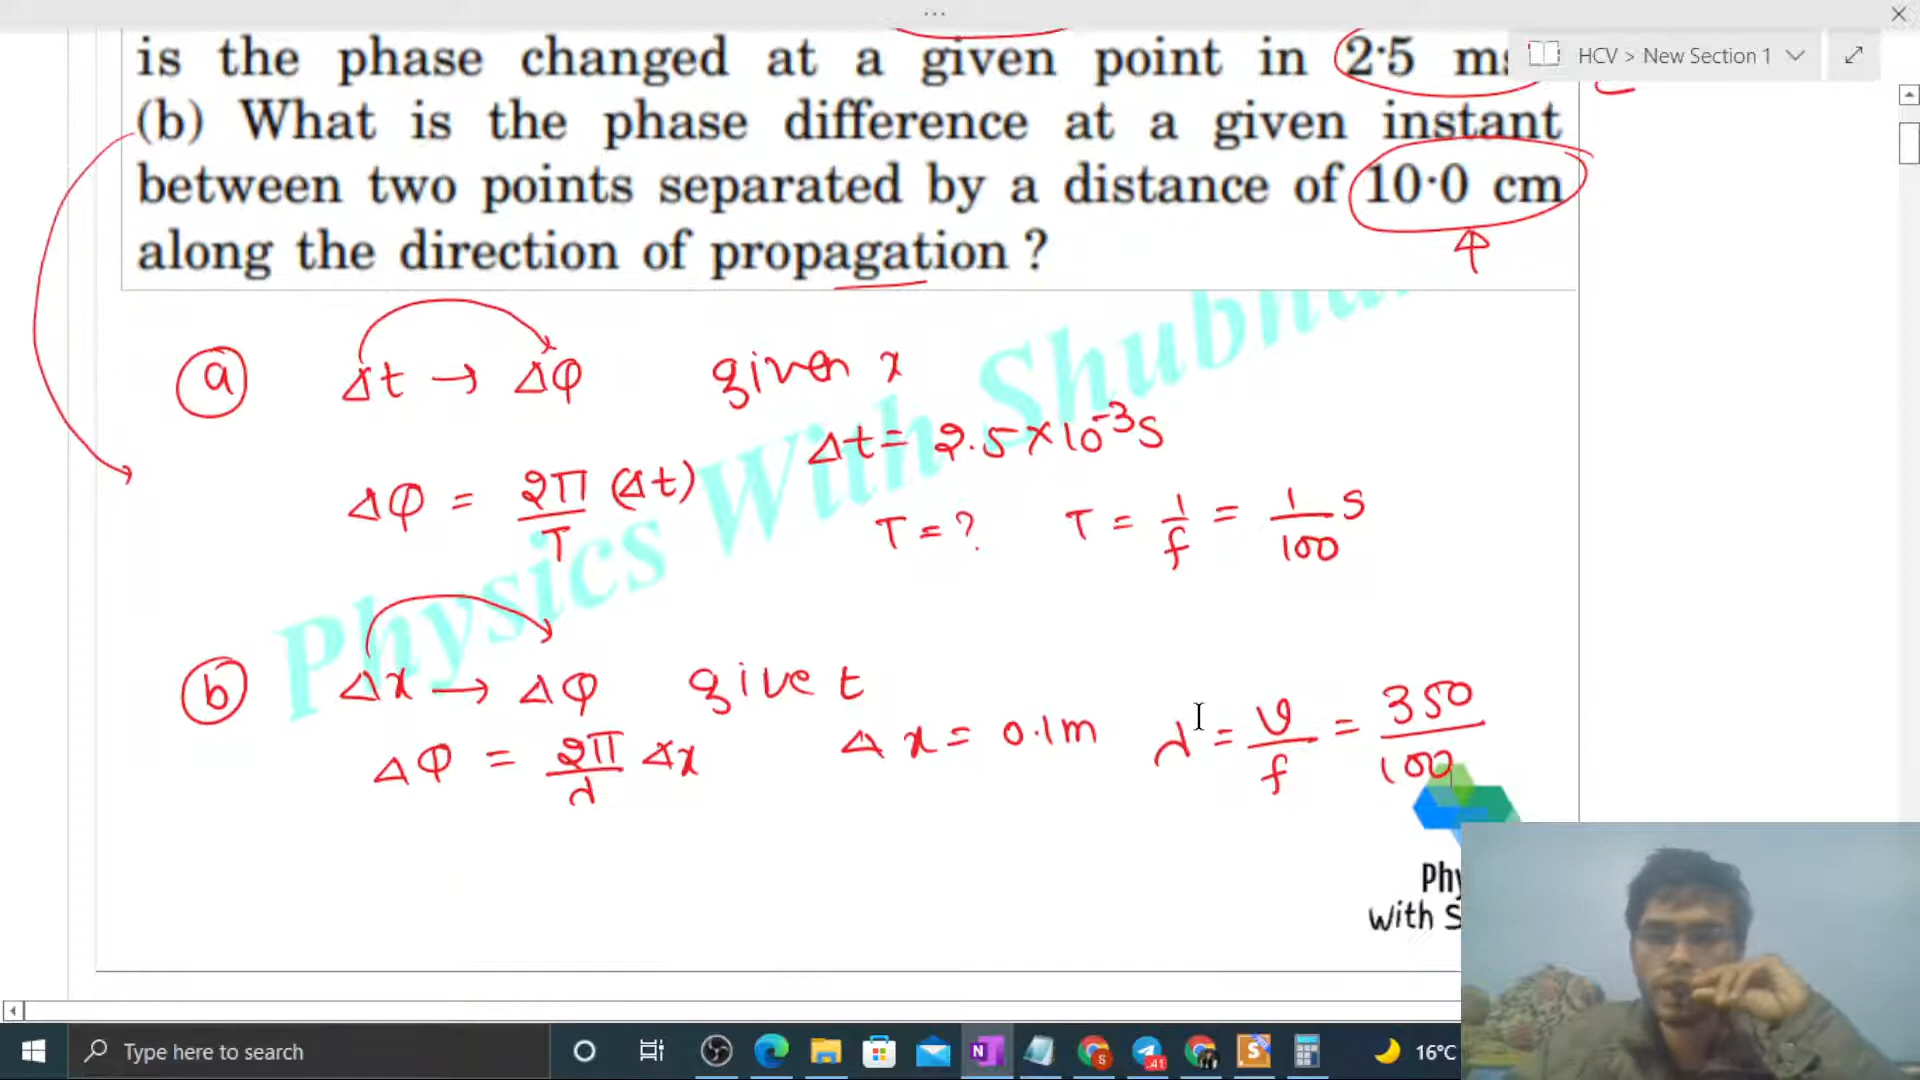 ...
HCV > New Section 1
is the phase changed at a given point in 2·5
(b) What is the phase difference at a given instant
between two points separated by a distance of 10·0 cm
along the direction of propagation ?
a Δt → Δφ given x
Δt = 2.5×10⁻³s
Δφ = 2π/T (Δt)
T = ? T = 1/f = 1/100 s
b Δx → Δφ give t
Δφ = 2π/λ Δx Δx = 0.1m λ = v/f = 350/100
Physics With
With
Type here to search
16°C